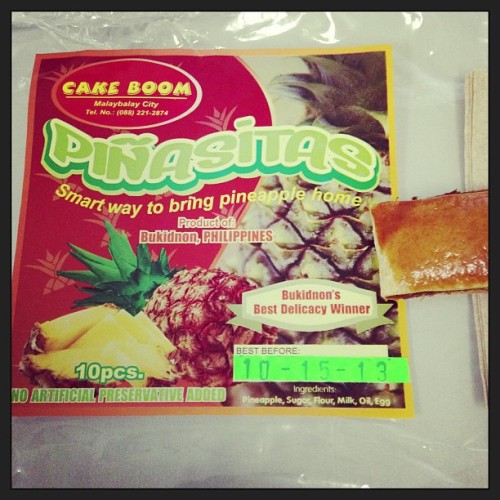 CAKE BOOM
Malaybalay City
Tel. No.: (088) 221-2874
PIÑASITAS
Smart way to bring pineapple home.
Product of:
Bukidnon, PHILIPPINES
Bukidnon's
Best Delicacy Winner
BEST BEFORE:
10-15-13
10pcs.
NO ARTIFICIAL PRESERVATIVE ADDED
Ingredients:
Pineapple, Sugar, Flour, Milk, Oil, Egg